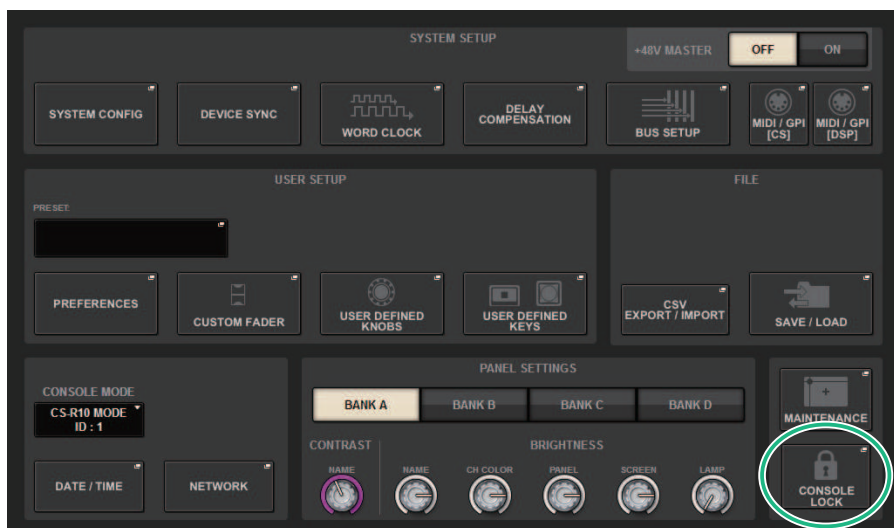 SYSTEM SETUP
+48V MASTER
OFF
ON
SYSTEM CONFIG
DEVICE SYNC
WORD CLOCK
DELAY
COMPENSATION
BUS SETUP
MIDI / GPI
[CS]
MIDI / GPI
[DSP]
USER SETUP
PRESET
PREFERENCES
CUSTOM FADER
USER DEFINED
KNOBS
USER DEFINED
KEYS
FILE
CSV
EXPORT / IMPORT
SAVE / LOAD
CONSOLE MODE
CS-R10 MODE
ID : 1
DATE / TIME
NETWORK
PANEL SETTINGS
BANK A
BANK B
BANK C
BANK D
CONTRAST
BRIGHTNESS
NAME
NAME
CH COLOR
PANEL
SCREEN
LAMP
MAINTENANCE
CONSOLE
LOCK